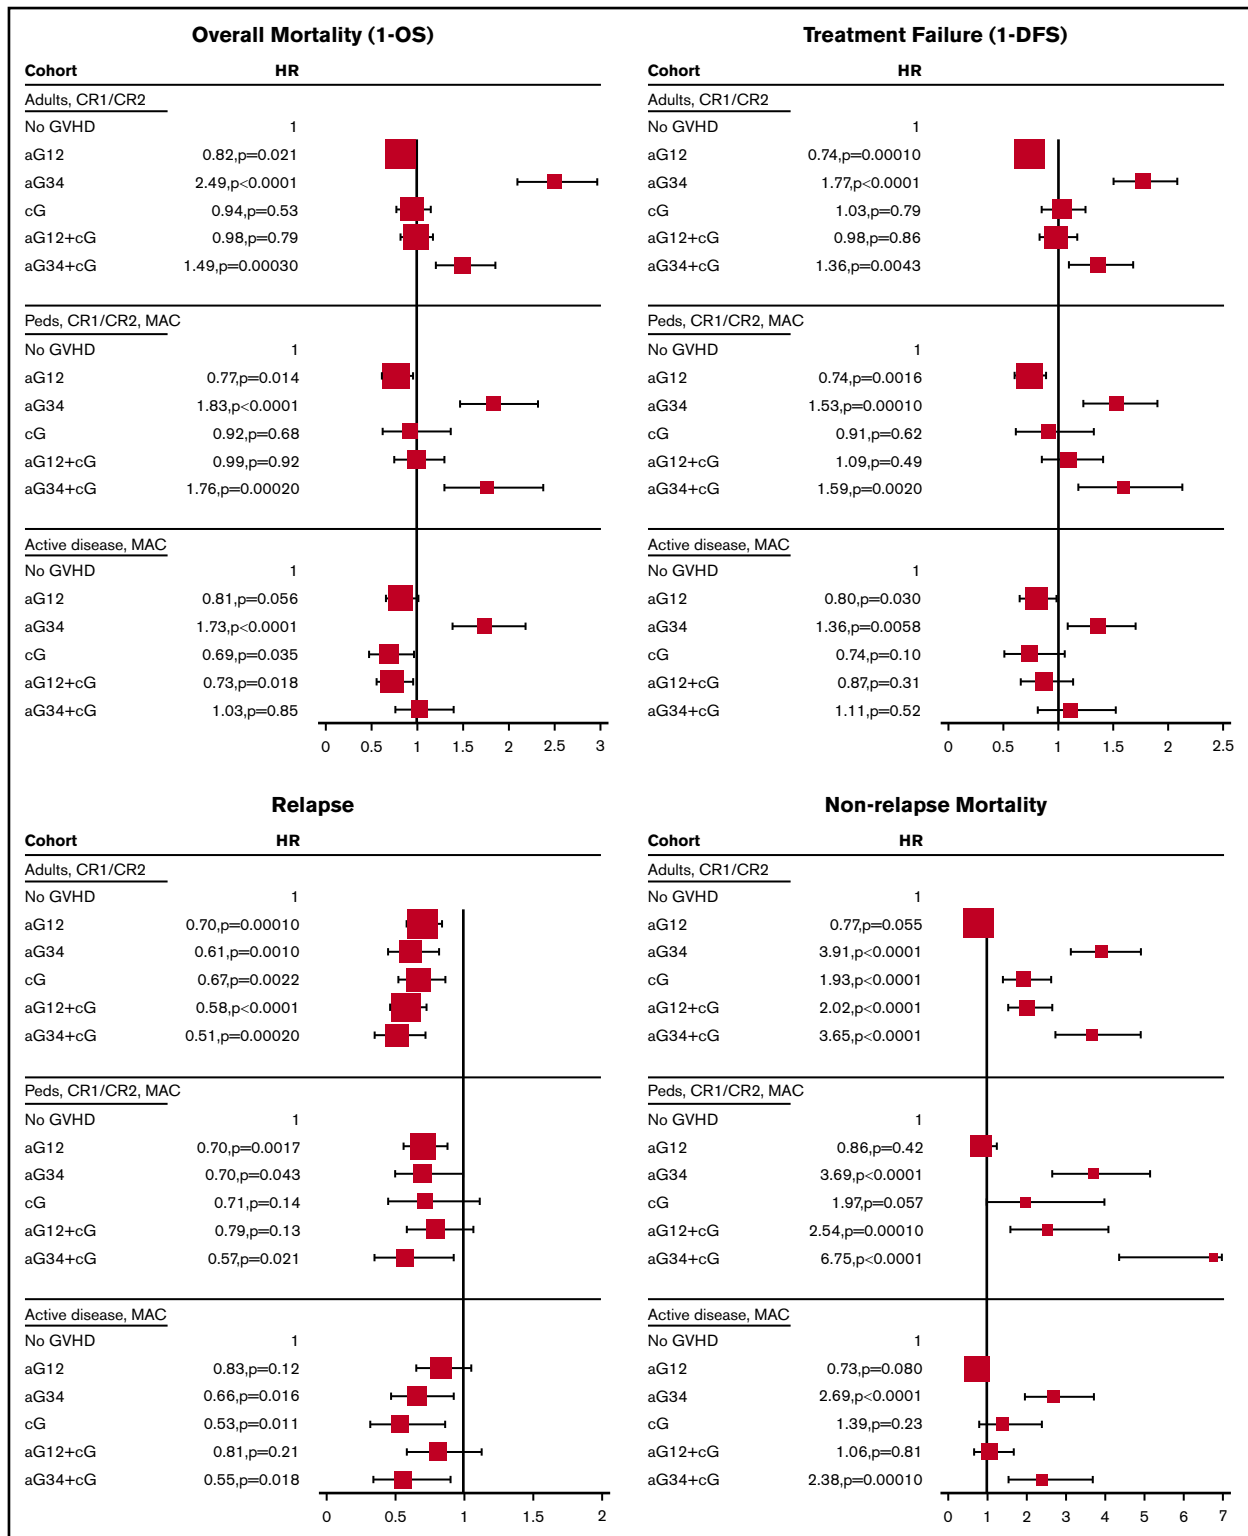 Overall Mortality (1-OS)
Cohort HR
Adults, CR1/CR2
No GVHD 1
aG12 0.82,p=0.021
aG34 2.49,p<0.0001
cG 0.94,p=0.53
aG12+cG 0.98,p=0.79
aG34+cG 1.49,p=0.00030
Peds, CR1/CR2, MAC
No GVHD 1
aG12 0.77,p=0.014
aG34 1.83,p<0.0001
cG 0.92,p=0.68
aG12+cG 0.99,p=0.92
aG34+cG 1.76,p=0.00020
Active disease, MAC
No GVHD 1
aG12 0.81,p=0.056
aG34 1.73,p<0.0001
cG 0.69,p=0.035
aG12+cG 0.73,p=0.018
aG34+cG 1.03,p=0.85
0 0.5 1 1.5 2 2.5 3
Treatment Failure (1-DFS)
Cohort HR
Adults, CR1/CR2
No GVHD 1
aG12 0.74,p=0.00010
aG34 1.77,p<0.0001
cG 1.03,p=0.79
aG12+cG 0.98,p=0.86
aG34+cG 1.36,p=0.0043
Peds, CR1/CR2, MAC
No GVHD 1
aG12 0.74,p=0.0016
aG34 1.53,p=0.00010
cG 0.91,p=0.62
aG12+cG 1.09,p=0.49
aG34+cG 1.59,p=0.0020
Active disease, MAC
No GVHD 1
aG12 0.80,p=0.030
aG34 1.36,p=0.0058
cG 0.74,p=0.10
aG12+cG 0.87,p=0.31
aG34+cG 1.11,p=0.52
0 0.5 1 1.5 2 2.5
Relapse
Cohort HR
Adults, CR1/CR2
No GVHD 1
aG12 0.70,p=0.00010
aG34 0.61,p=0.0010
cG 0.67,p=0.0022
aG12+cG 0.58,p<0.0001
aG34+cG 0.51,p=0.00020
Peds, CR1/CR2, MAC
No GVHD 1
aG12 0.70,p=0.0017
aG34 0.70,p=0.043
cG 0.71,p=0.14
aG12+cG 0.79,p=0.13
aG34+cG 0.57,p=0.021
Active disease, MAC
No GVHD 1
aG12 0.83,p=0.12
aG34 0.66,p=0.016
cG 0.53,p=0.011
aG12+cG 0.81,p=0.21
aG34+cG 0.55,p=0.018
0 0.5 1 1.5 2
Non-relapse Mortality
Cohort HR
Adults, CR1/CR2
No GVHD 1
aG12 0.77,p=0.055
aG34 3.91,p<0.0001
cG 1.93,p<0.0001
aG12+cG 2.02,p<0.0001
aG34+cG 3.65,p<0.0001
Peds, CR1/CR2, MAC
No GVHD 1
aG12 0.86,p=0.42
aG34 3.69,p<0.0001
cG 1.97,p=0.057
aG12+cG 2.54,p=0.00010
aG34+cG 6.75,p<0.0001
Active disease, MAC
No GVHD 1
aG12 0.73,p=0.080
aG34 2.69,p<0.0001
cG 1.39,p=0.23
aG12+cG 1.06,p=0.81
aG34+cG 2.38,p=0.00010
0 1 2 3 4 5 6 7